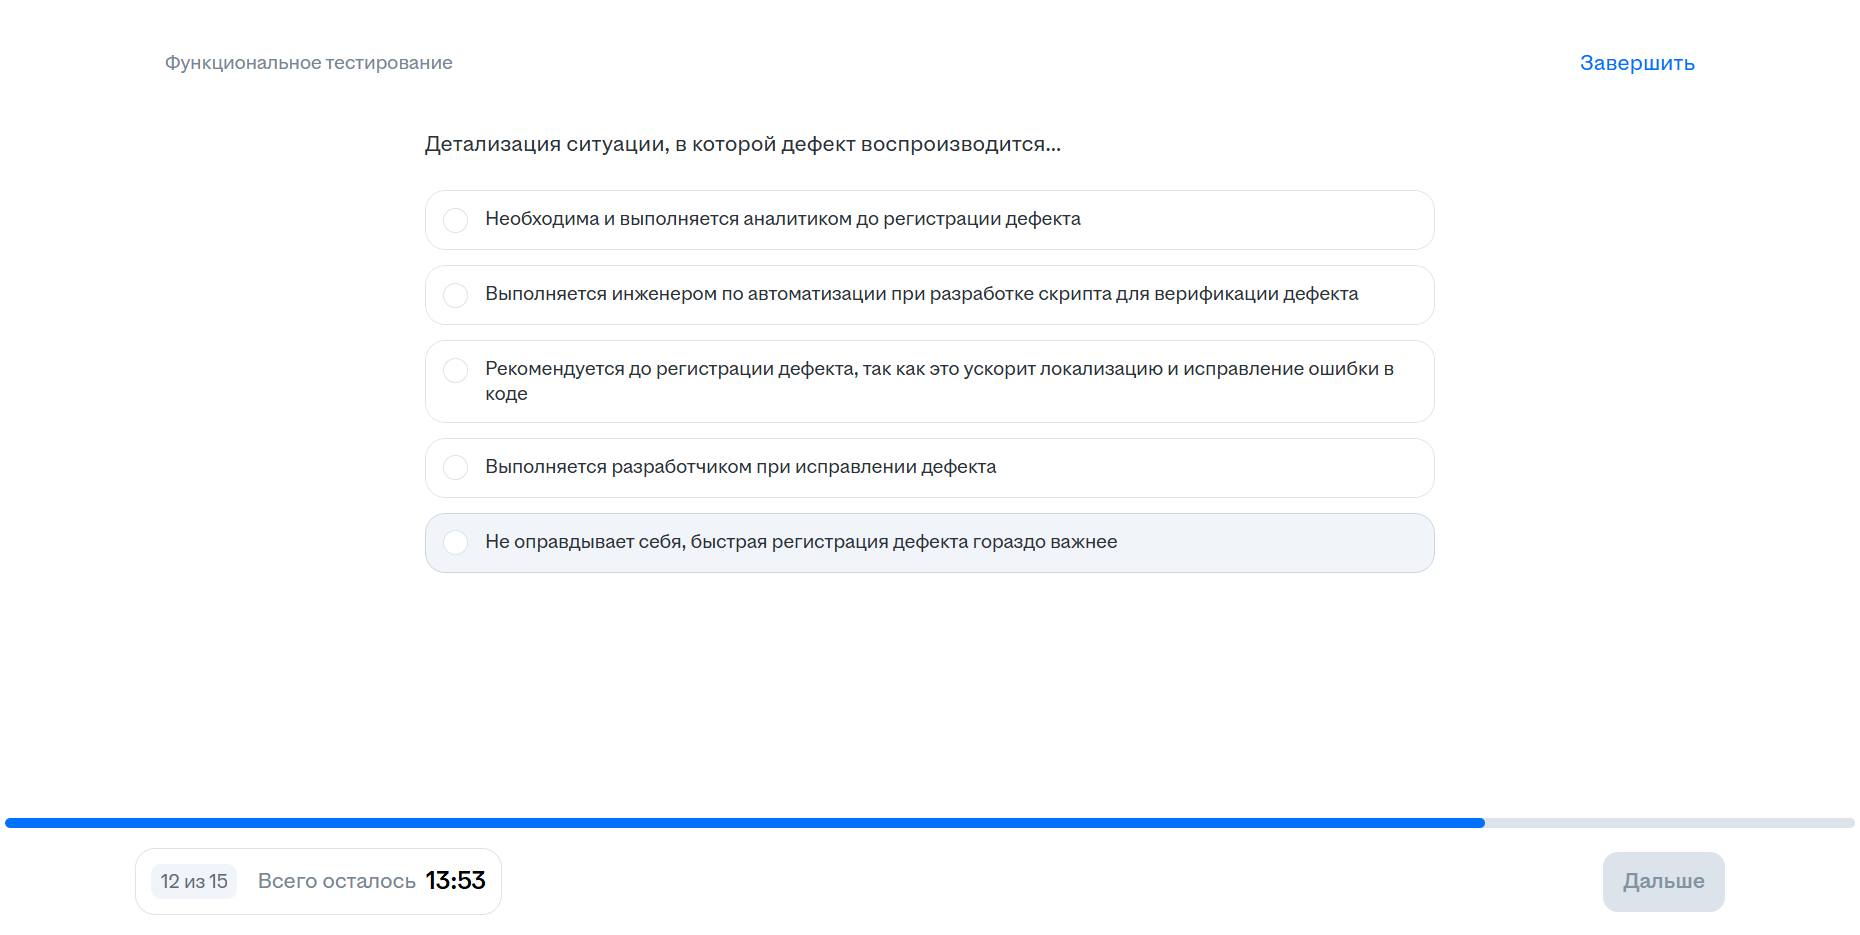 Функциональное тестирование
Завершить
Детализация ситуации, в которой дефект воспроизводится...
Необходима и выполняется аналитиком до регистрации дефекта
Выполняется инженером по автоматизации при разработке скрипта для верификации дефекта
Рекомендуется до регистрации дефекта, так как это ускорит локализацию и исправление ошибки в
коде
Выполняется разработчиком при исправлении дефекта
Не оправдывает себя, быстрая регистрация дефекта гораздо важнее
12 из 15
Всего осталось 13:53
Дальше